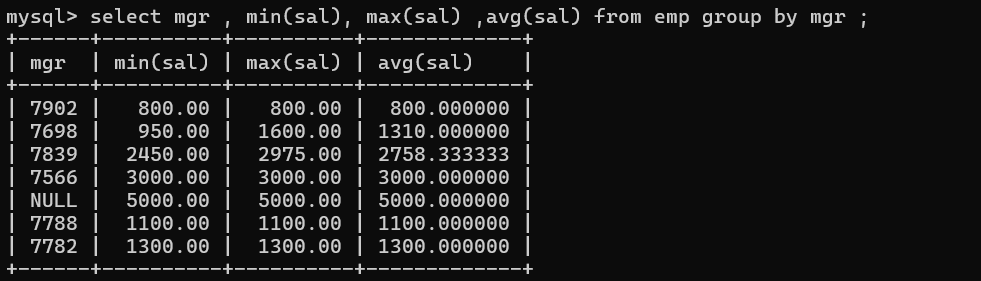 mysql> select mgr , min(sal), max(sal) ,avg(sal) from emp group by mgr ;
+------+----------+----------+-------------+
| mgr  | min(sal) | max(sal) | avg(sal)    |
+------+----------+----------+-------------+
| 7902 |   800.00 |   800.00 |  800.000000 |
| 7698 |   950.00 |  1600.00 | 1310.000000 |
| 7839 |  2450.00 |  2975.00 | 2758.333333 |
| 7566 |  3000.00 |  3000.00 | 3000.000000 |
| NULL |  5000.00 |  5000.00 | 5000.000000 |
| 7788 |  1100.00 |  1100.00 | 1100.000000 |
| 7782 |  1300.00 |  1300.00 | 1300.000000 |
+------+----------+----------+-------------+